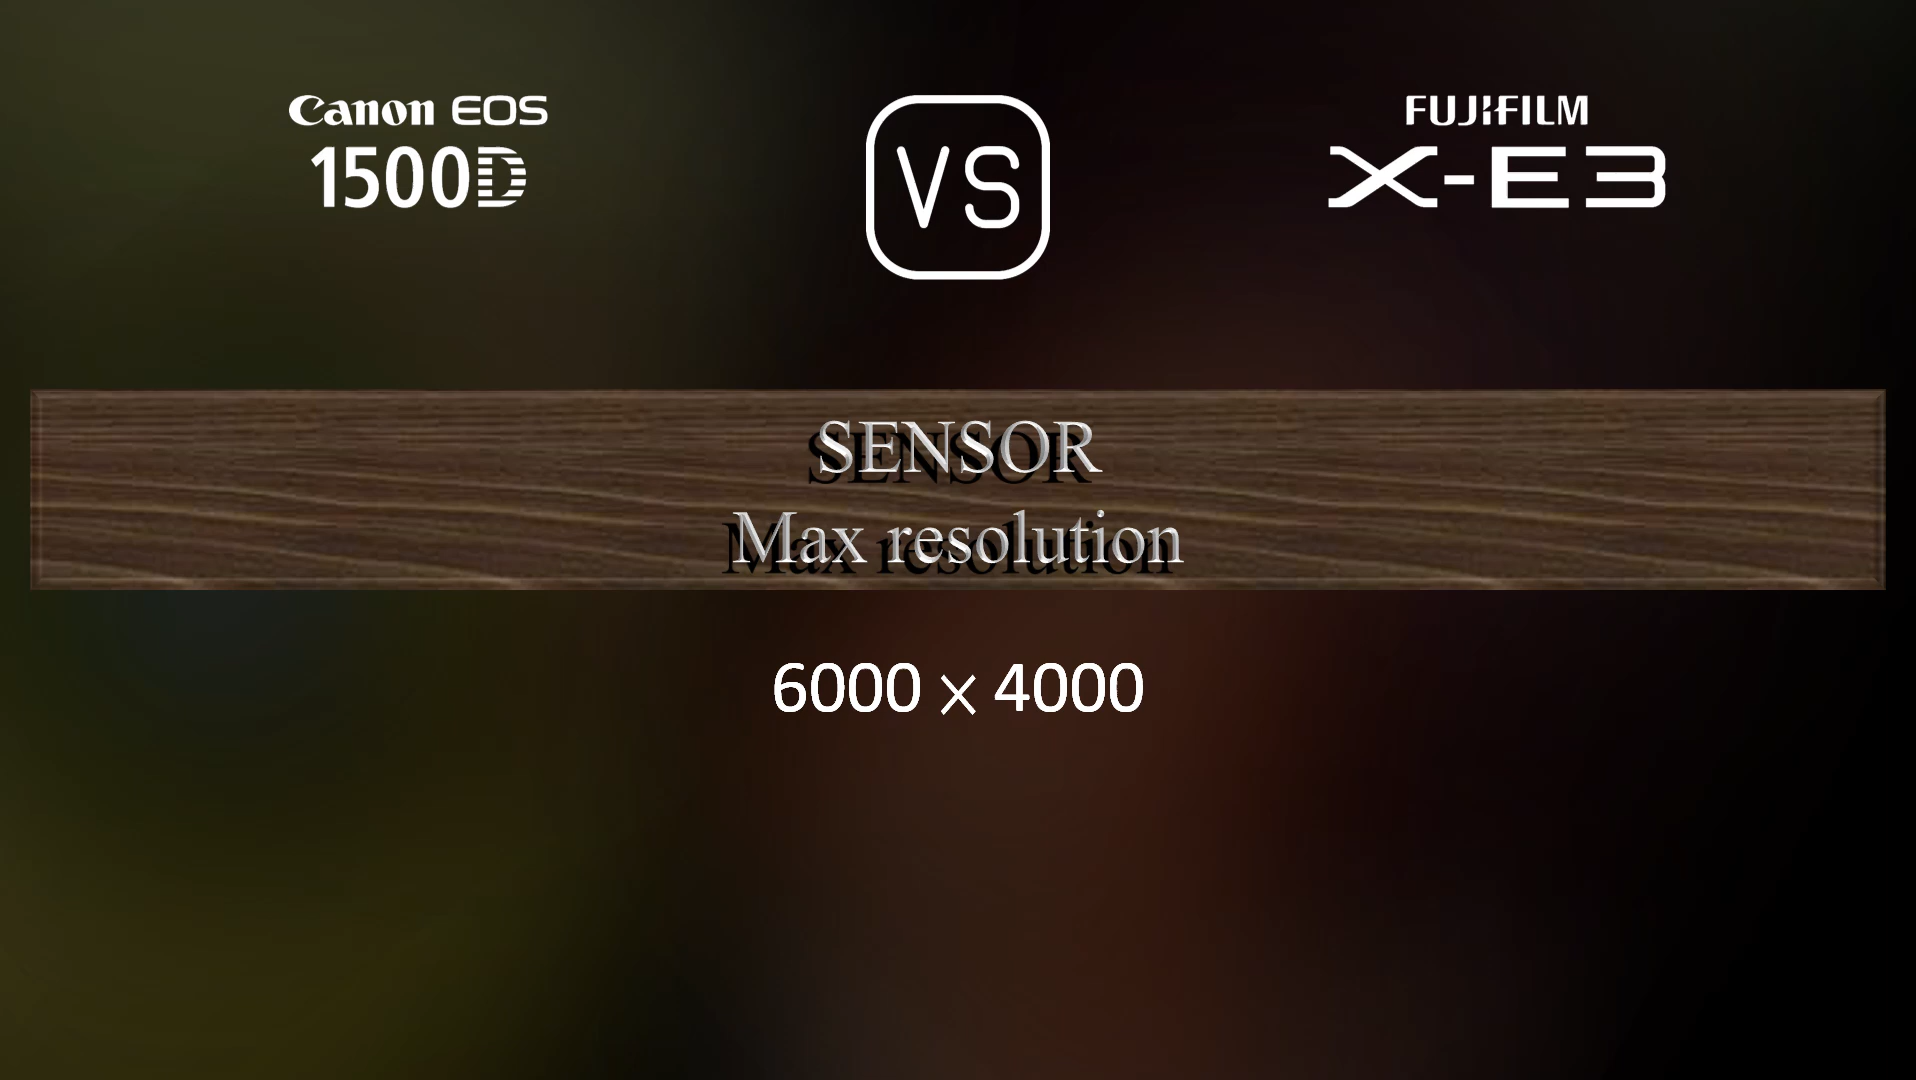 Canon EOS
1500D
VS
FUJIFILM
X-E3
SENSOR
Max resolution
6000 x 4000